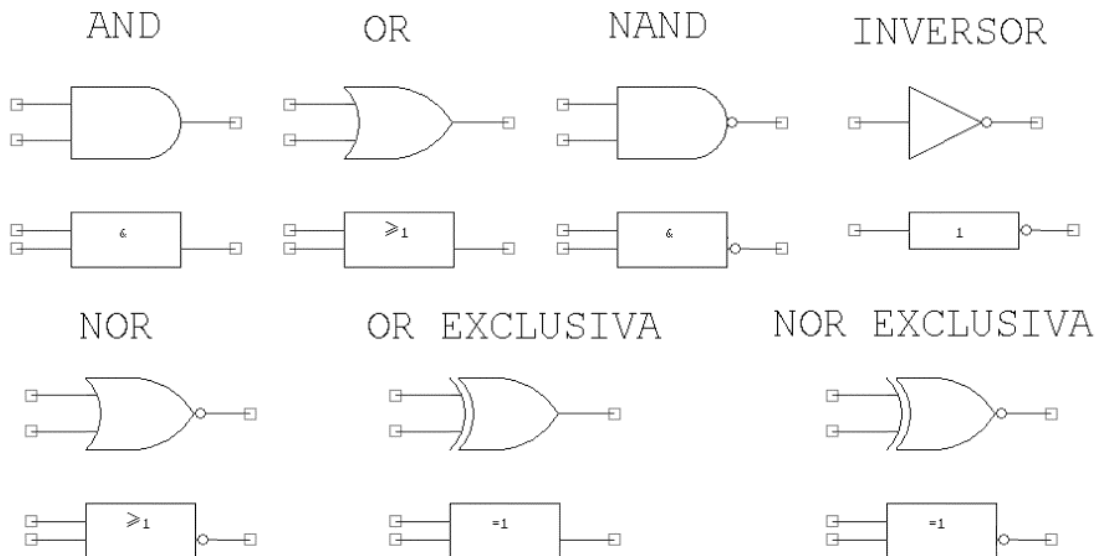 AND OR NAND INVERSOR
& ≥1 & 1
NOR OR EXCLUSIVA NOR EXCLUSIVA
≥1 =1 =1